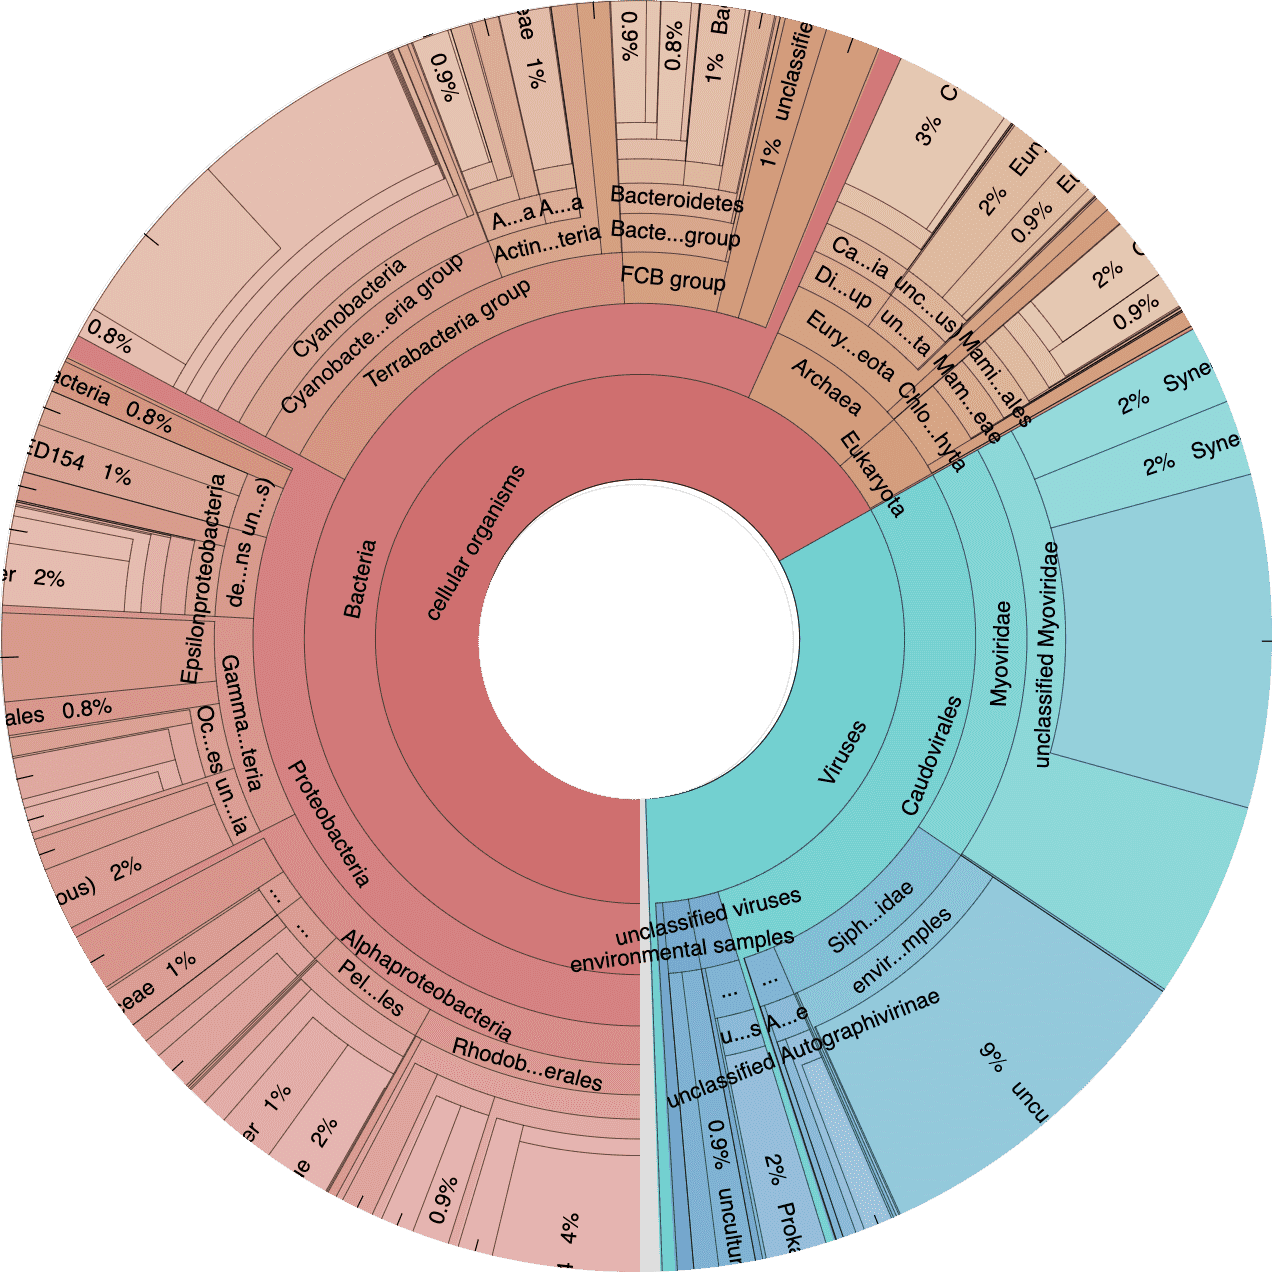 0.9%
eae 1%
0.9%
0.8%
1% Ba
1% unclassifie
3% C
2% Eury
0.9% Eu
2% C
0.9%
2% Syne
2% Syne
Bacteroidetes
Bacte...group
FCB group
A...a
A...a
Actin...teria
Cyanobacteria
Cyanobacte...eria group
Terrabacteria group
0.8%
Ca...ia
unc...us)
Di...up
un...ta
Eury...eota
Archaea
Mami...ales
Mam...eae
Chlo...hyta
Eukaryota
acteria 0.8%
ED154 1%
er 2%
Epsilonproteobacteria
de...ns
un...s)
cellular organisms
Bacteria
Proteobacteria
Gamma...teria
ales 0.8%
Oc...es
un...ia
ous) 2%
ceae 1%
...
...
Alphaproteobacteria
Pel...les
Rhodob...erales
er 1%
ie 2%
0.9%
4%
Viruses
Caudovirales
Myoviridae
unclassified Myoviridae
Siph...idae
envir...mples
unclassified viruses
environmental samples
...
...
u...s
A...e
unclassified Autographivirinae
0.9% uncultur
2% Proka
9% uncu